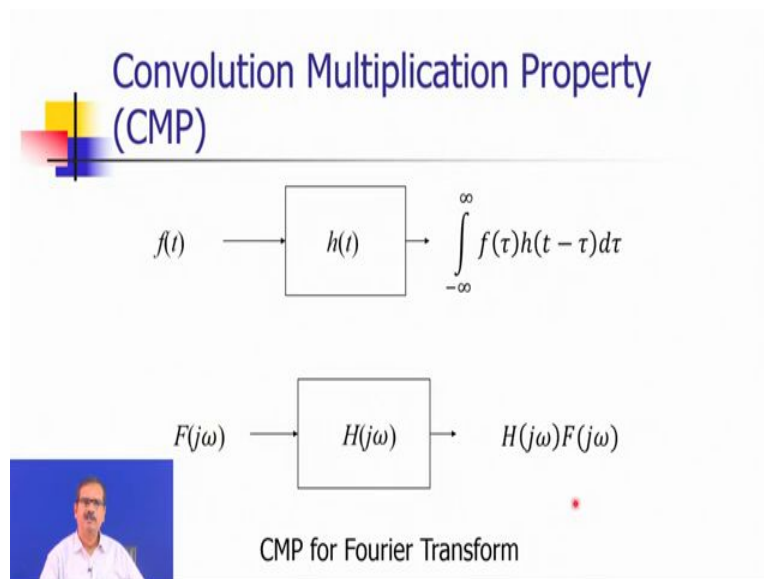 Convolution Multiplication Property
(CMP)
f(t) h(t) ∫_{-∞}^{∞} f(τ)h(t − τ)dτ
F(jω) H(jω) H(jω)F(jω)
CMP for Fourier Transform